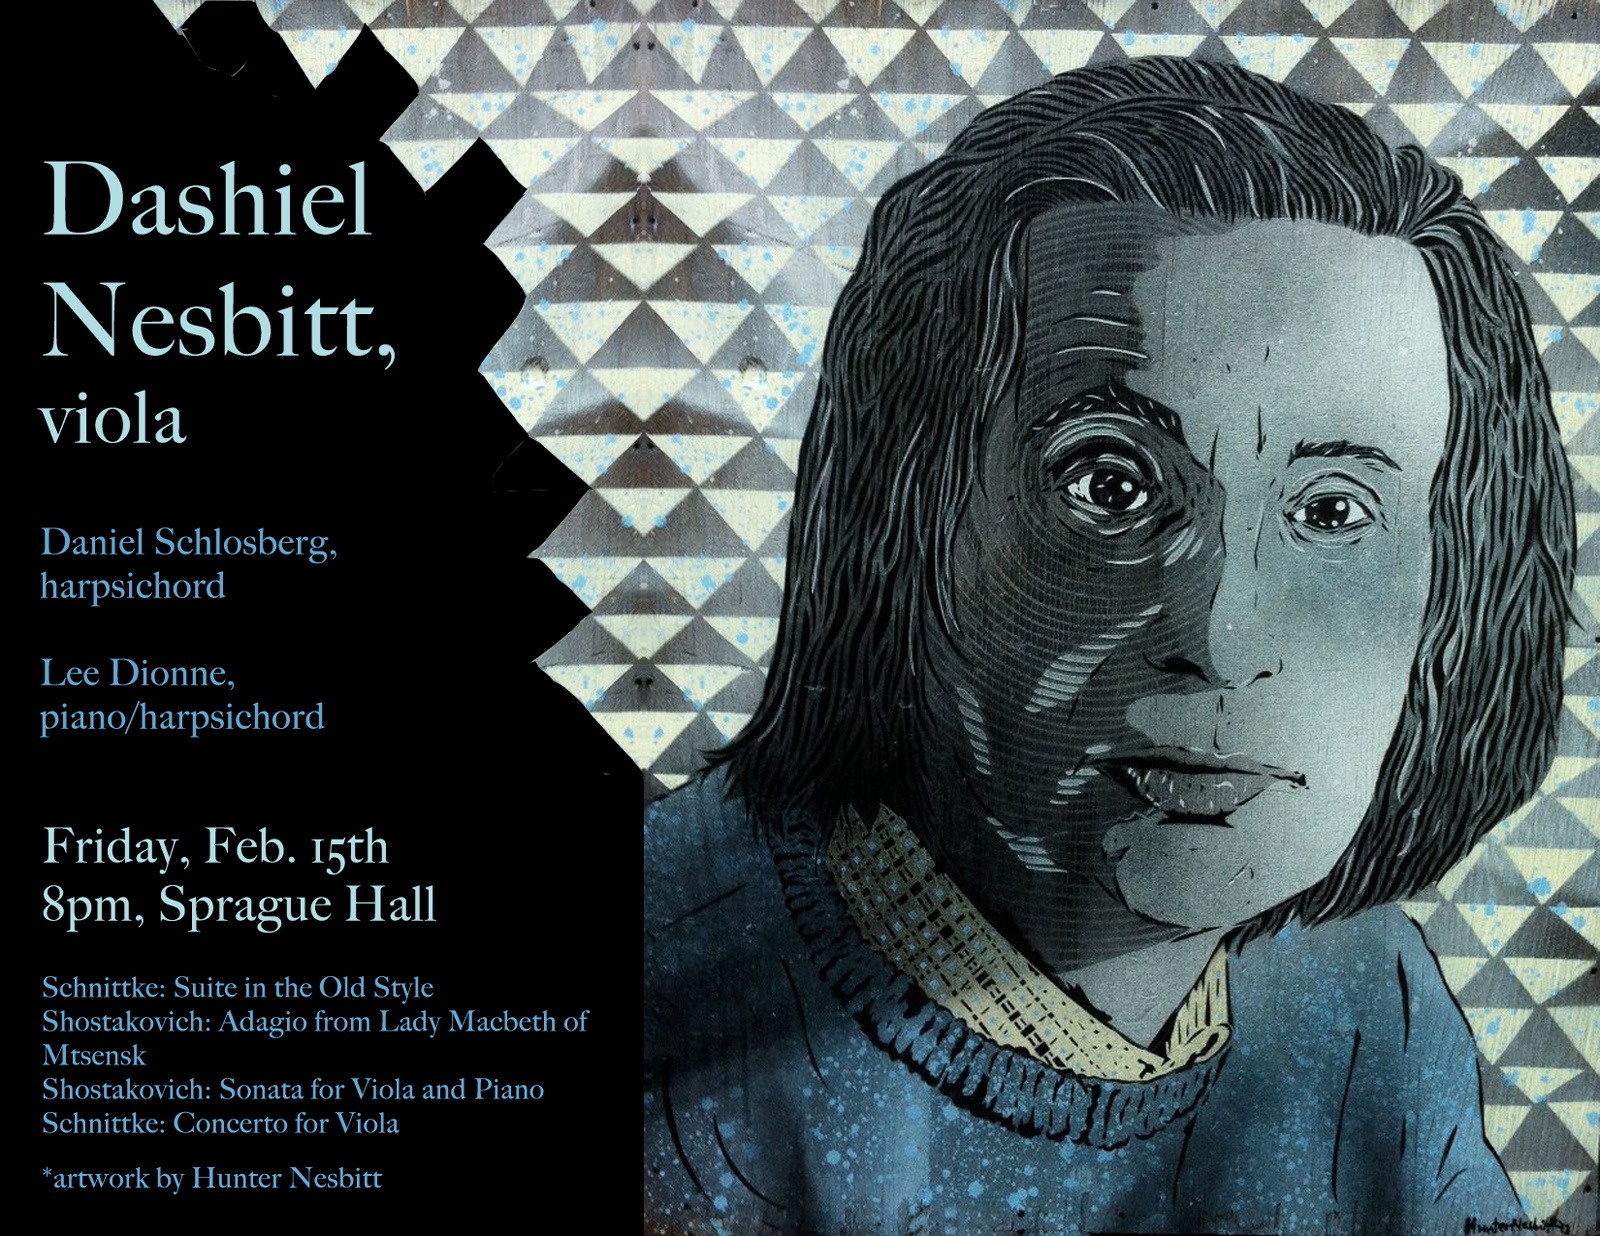 Dashiel
Nesbitt,
viola
Daniel Schlosberg,
harpsichord
Lee Dionne,
piano/harpsichord
Friday, Feb. 15th
8pm, Sprague Hall
Schnittke: Suite in the Old Style
Shostakovich: Adagio from Lady Macbeth of
Mtsensk
Shostakovich: Sonata for Viola and Piano
Schnittke: Concerto for Viola
*artwork by Hunter Nesbitt
Hunter Nesbitt